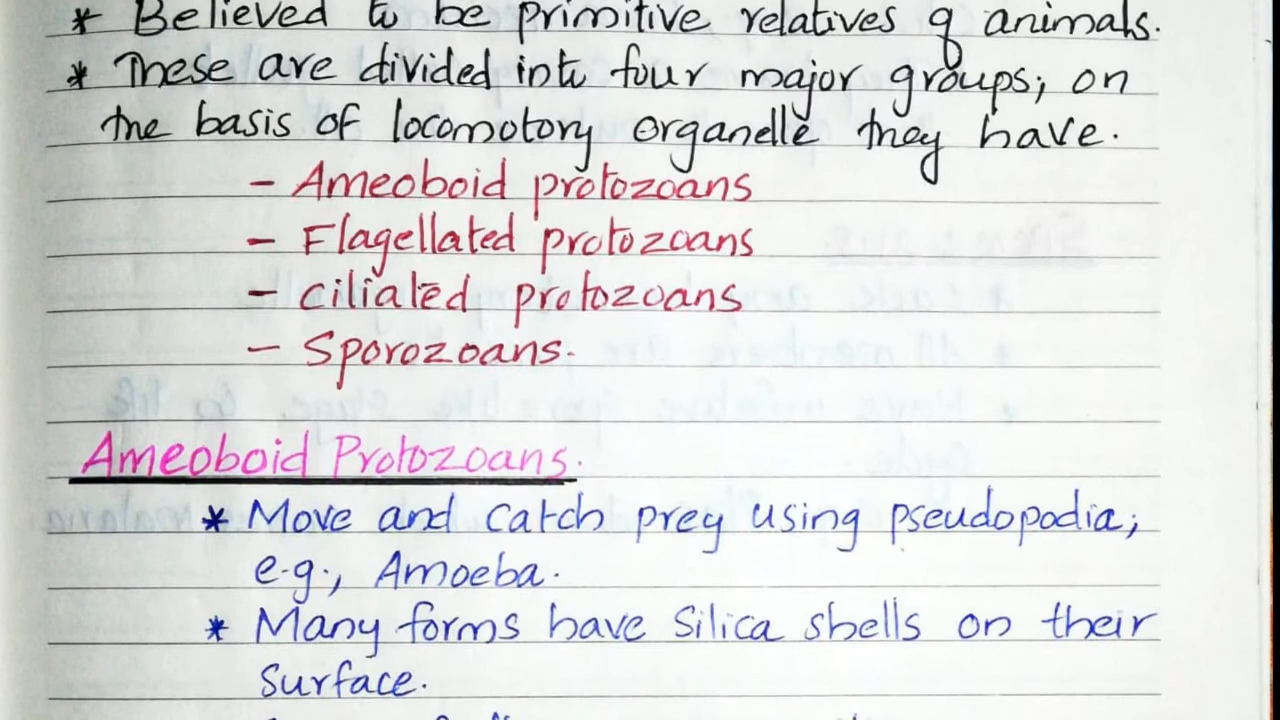 * Believed to be primitive relatives of animals.
* These are divided into four major groups; on
the basis of locomotory organelle they have.
- Ameoboid protozoans
- Flagellated protozoans
- ciliated protozoans
- Sporozoans.
Ameoboid Protozoans.
* Move and catch prey using pseudopodia;
e.g., Amoeba.
* Many forms have Silica shells on their
Surface.